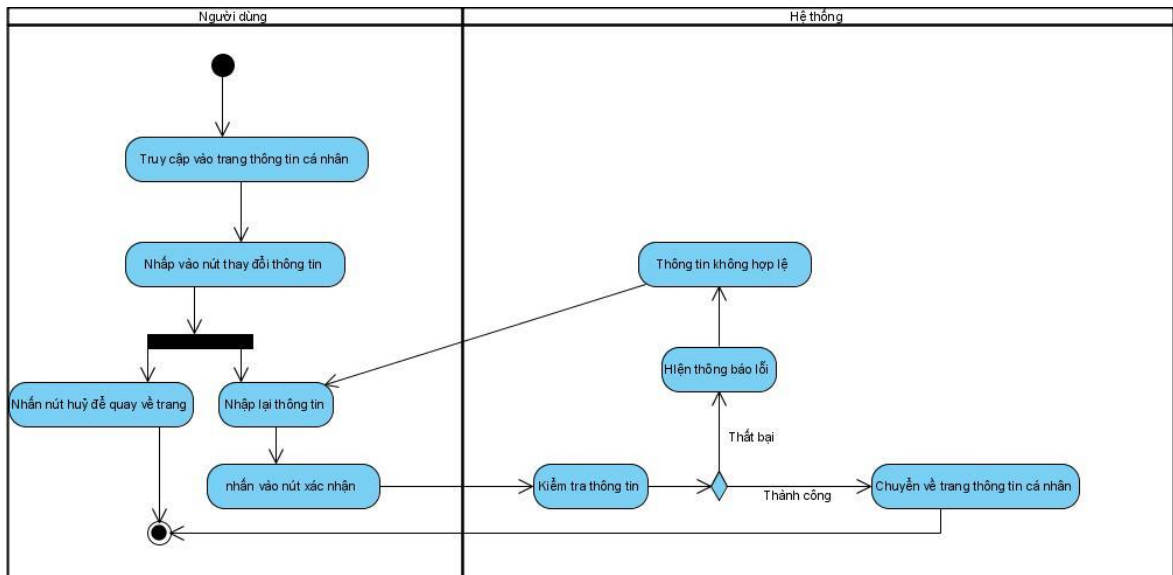 Người dùng
Hệ thống
Truy cập vào trang thông tin cá nhân
Nhấp vào nút thay đổi thông tin
Thông tin không hợp lệ
HIện thông báo lỗi
Nhấn nút huỷ để quay về trang
Nhập lại thông tin
Thất bại
nhấn vào nút xác nhận
Kiểm tra thông tin
Thành công
Chuyển về trang thông tin cá nhân